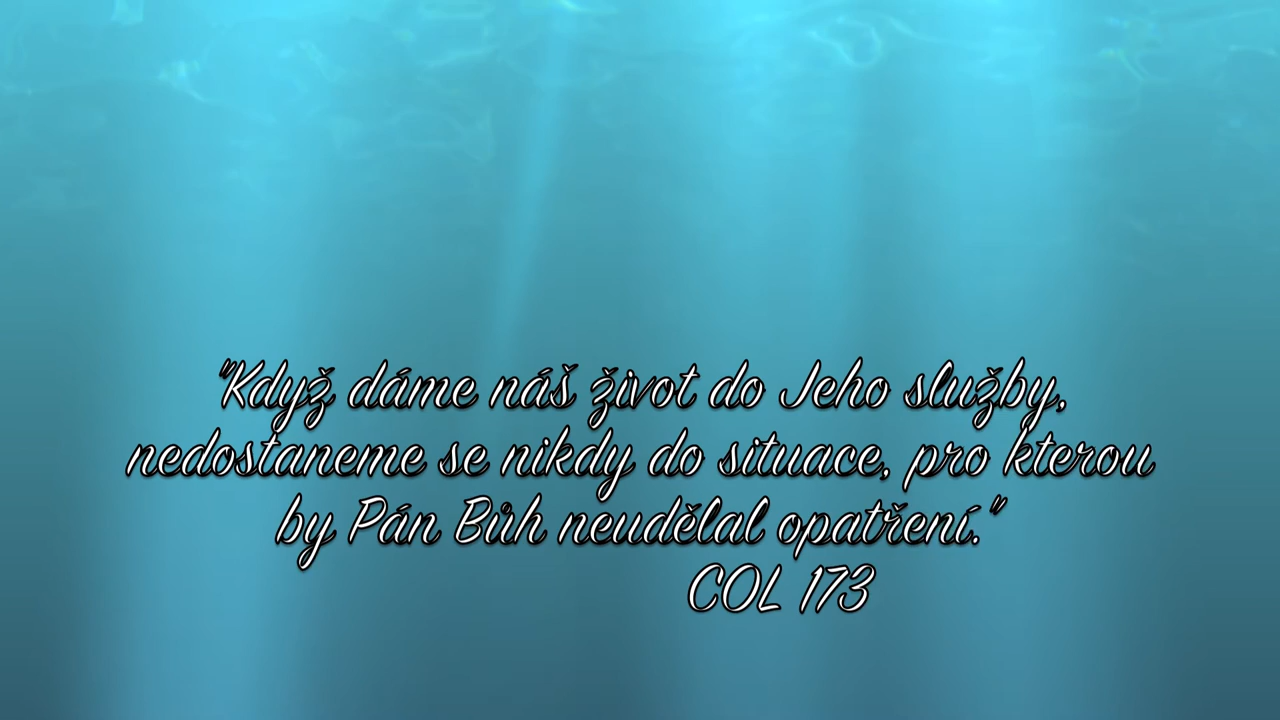 "Když dáme náš život do Jeho služby,
nedostaneme se nikdy do situace, pro kterou
by Pán Bůh neudělal opatření."
COL 173